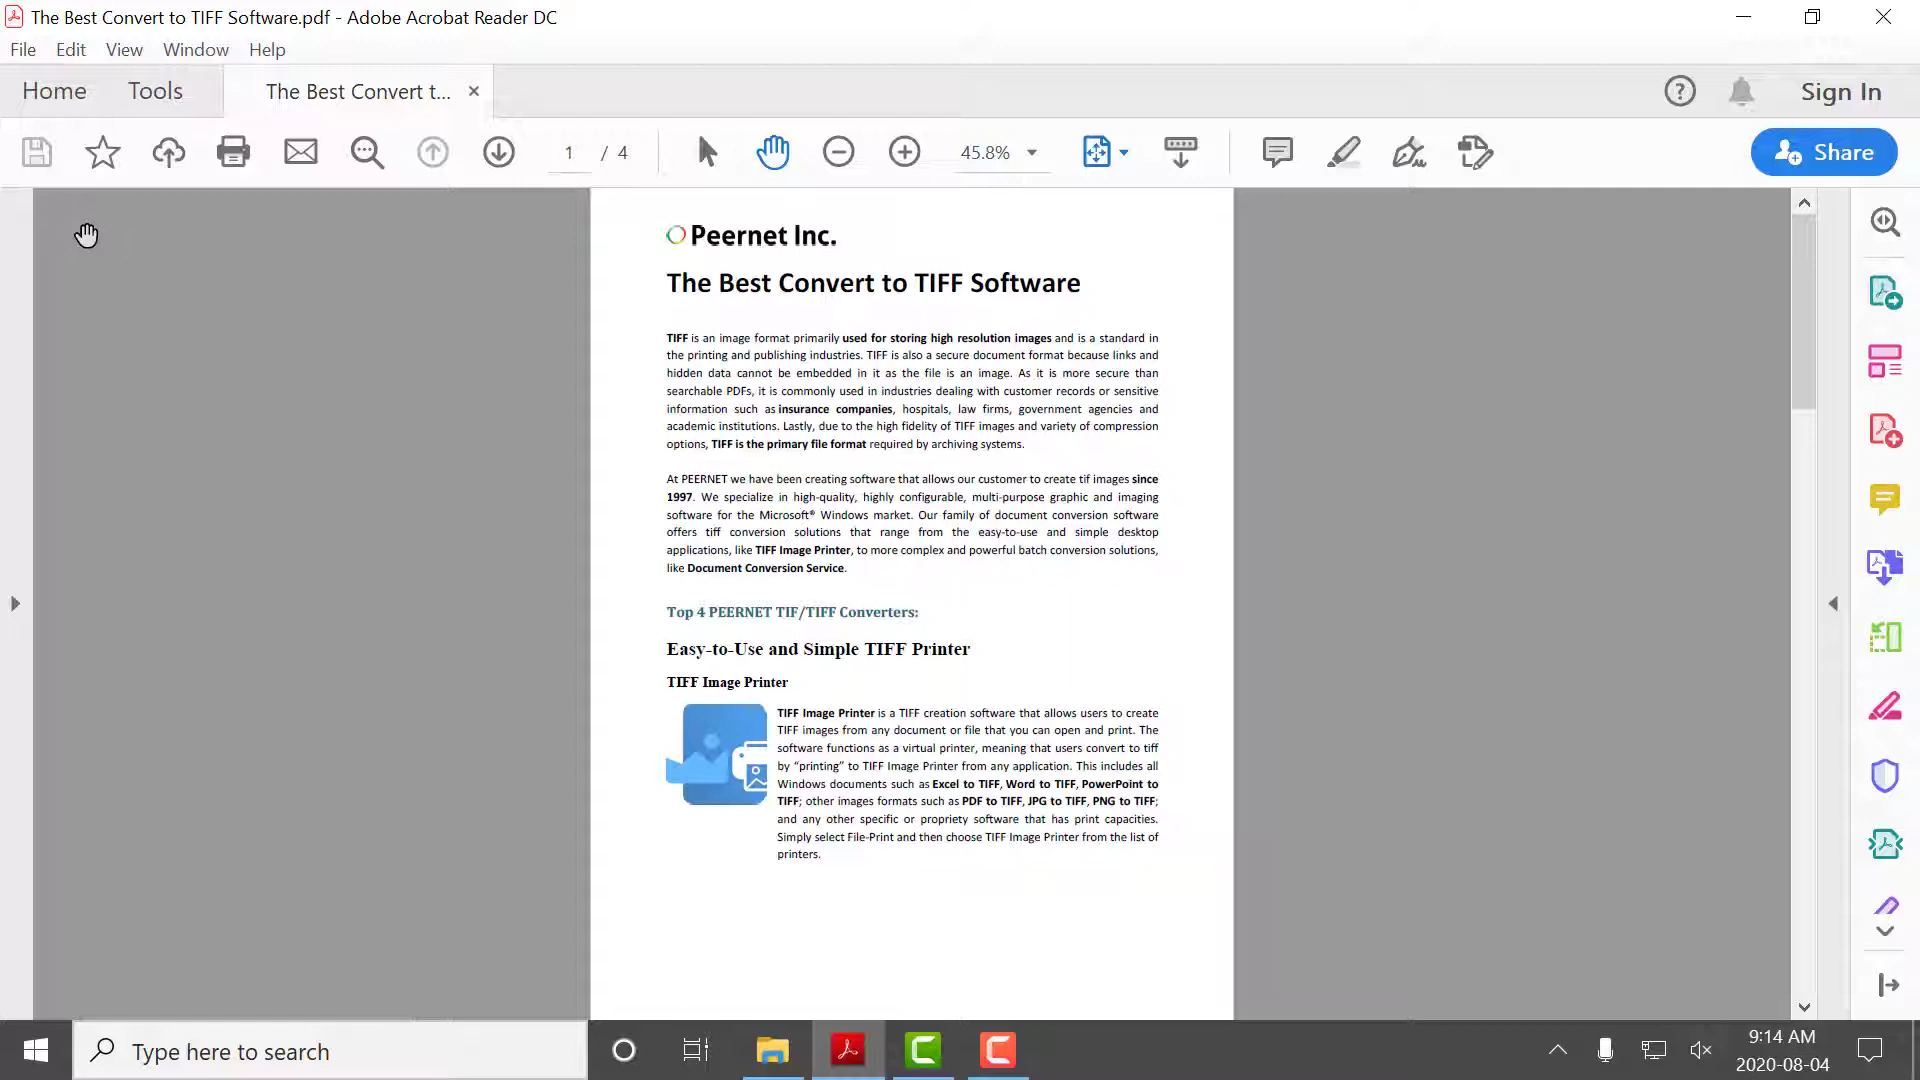 The Best Convert to TIFF Software.pdf - Adobe Acrobat Reader DC
File Edit View Window Help
Home Tools The Best Convert t... Sign In
1 / 4 45.8% Share
Peernet Inc.
The Best Convert to TIFF Software
TIFF is an image format primarily used for storing high resolution images and is a standard in
the printing and publishing industries. TIFF is also a secure document format because links and
hidden data cannot be embedded in it as the file is an image. As it is more secure than
searchable PDFs, it is commonly used in industries dealing with customer records or sensitive
information such as insurance companies, hospitals, law firms, government agencies and
academic institutions. Lastly, due to the high fidelity of TIFF images and variety of compression
options, TIFF is the primary file format required by archiving systems.
At PEERNET we have been creating software that allows our customer to create tif images since
1997. We specialize in high-quality, highly configurable, multi-purpose graphic and imaging
software for the Microsoft® Windows market. Our family of document conversion software
offers tiff conversion solutions that range from the easy-to-use and simple desktop
applications, like TIFF Image Printer, to more complex and powerful batch conversion solutions,
like Document Conversion Service.
Top 4 PEERNET TIF/TIFF Converters:
Easy-to-Use and Simple TIFF Printer
TIFF Image Printer
TIFF Image Printer is a TIFF creation software that allows users to create
TIFF images from any document or file that you can open and print. The
software functions as a virtual printer, meaning that users convert to tiff
by “printing” to TIFF Image Printer from any application. This includes all
Windows documents such as Excel to TIFF, Word to TIFF, PowerPoint to
TIFF; other images formats such as PDF to TIFF, JPG to TIFF, PNG to TIFF;
and any other specific or propriety software that has print capacities.
Simply select File-Print and then choose TIFF Image Printer from the list of
printers.
Type here to search
9:14 AM
2020-08-04